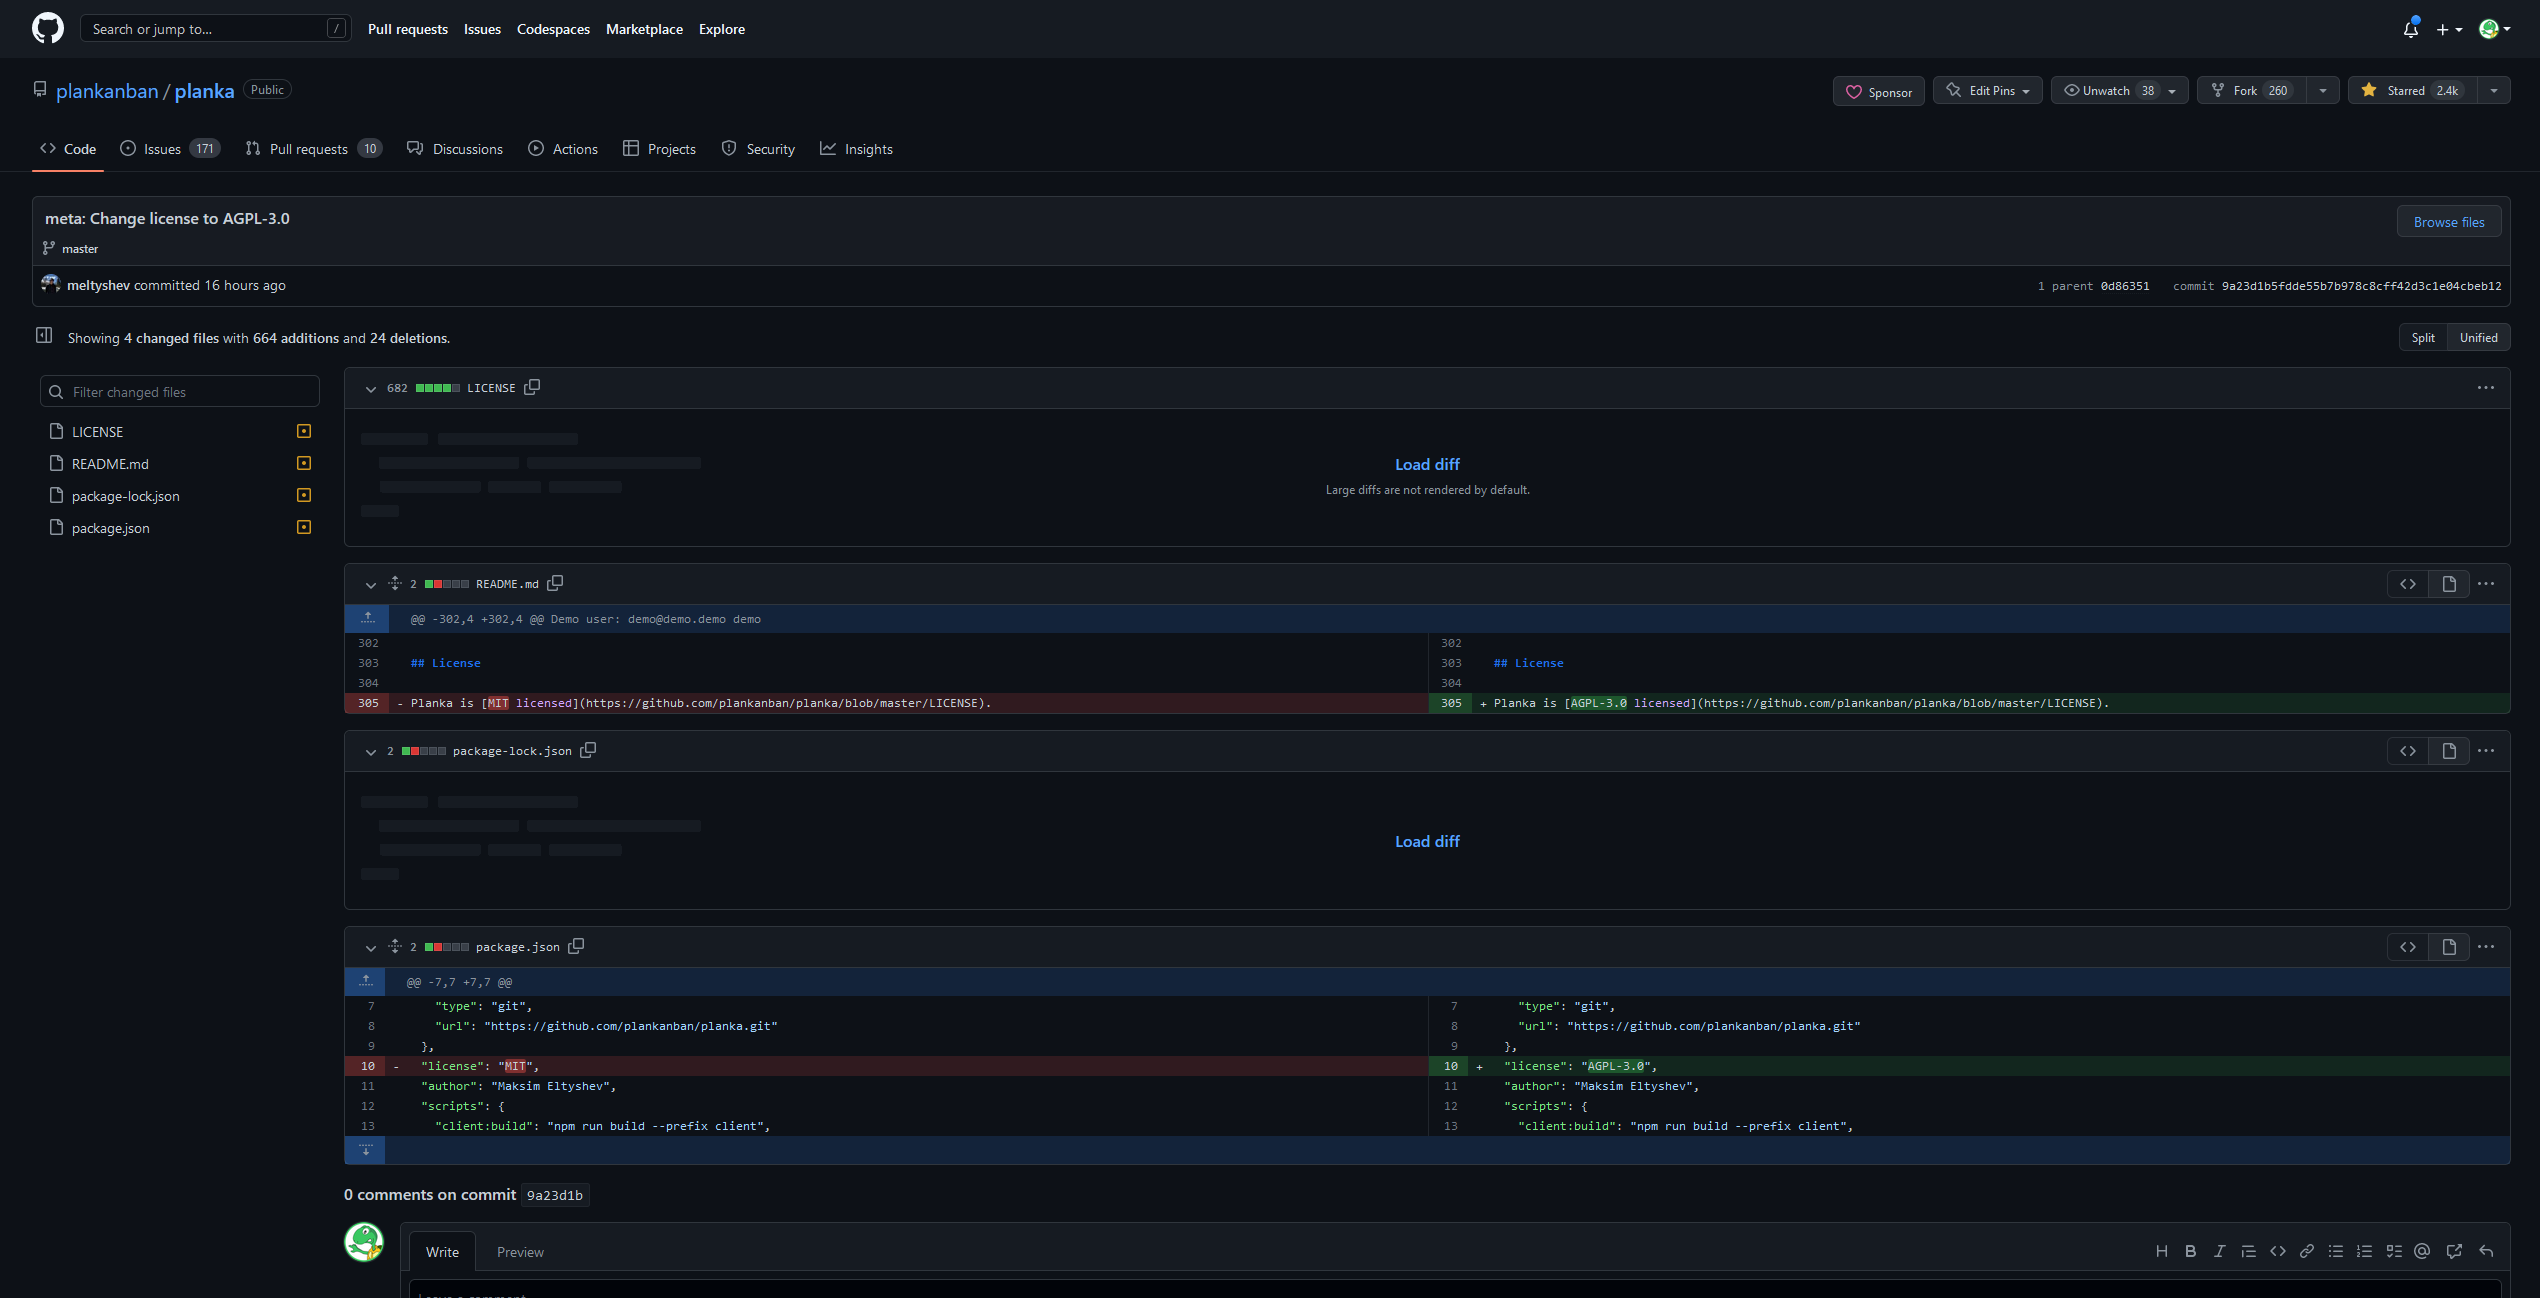 Search or jump to... /
Pull requests Issues Codespaces Marketplace Explore
plankanban / planka Public
Sponsor Edit Pins Unwatch 38 Fork 260 Starred 2.4k
Code Issues 171 Pull requests 10 Discussions Actions Projects Security Insights
meta: Change license to AGPL-3.0
Browse files
master
meltyshev committed 16 hours ago
1 parent 0d86351 commit 9a23d1b5fdde55b7b978c8cff42d3c1e04cbeb12
Showing 4 changed files with 664 additions and 24 deletions.
Split Unified
Filter changed files
LICENSE
README.md
package-lock.json
package.json
682 LICENSE
Load diff
Large diffs are not rendered by default.
2 README.md
@@ -302,4 +302,4 @@ Demo user: demo@demo.demo demo
302 302
303 ## License 303 ## License
304 304
305 - Planka is [MIT licensed](https://github.com/plankanban/planka/blob/master/LICENSE). 305 + Planka is [AGPL-3.0 licensed](https://github.com/plankanban/planka/blob/master/LICENSE).
2 package-lock.json
Load diff
2 package.json
@@ -7,7 +7,7 @@
7 "type": "git", 7 "type": "git",
8 "url": "https://github.com/plankanban/planka.git" 8 "url": "https://github.com/plankanban/planka.git"
9 }, 9 },
10 - "license": "MIT", 10 + "license": "AGPL-3.0",
11 "author": "Maksim Eltyshev", 11 "author": "Maksim Eltyshev",
12 "scripts": { 12 "scripts": {
13 "client:build": "npm run build --prefix client", 13 "client:build": "npm run build --prefix client",
0 comments on commit 9a23d1b
Write Preview